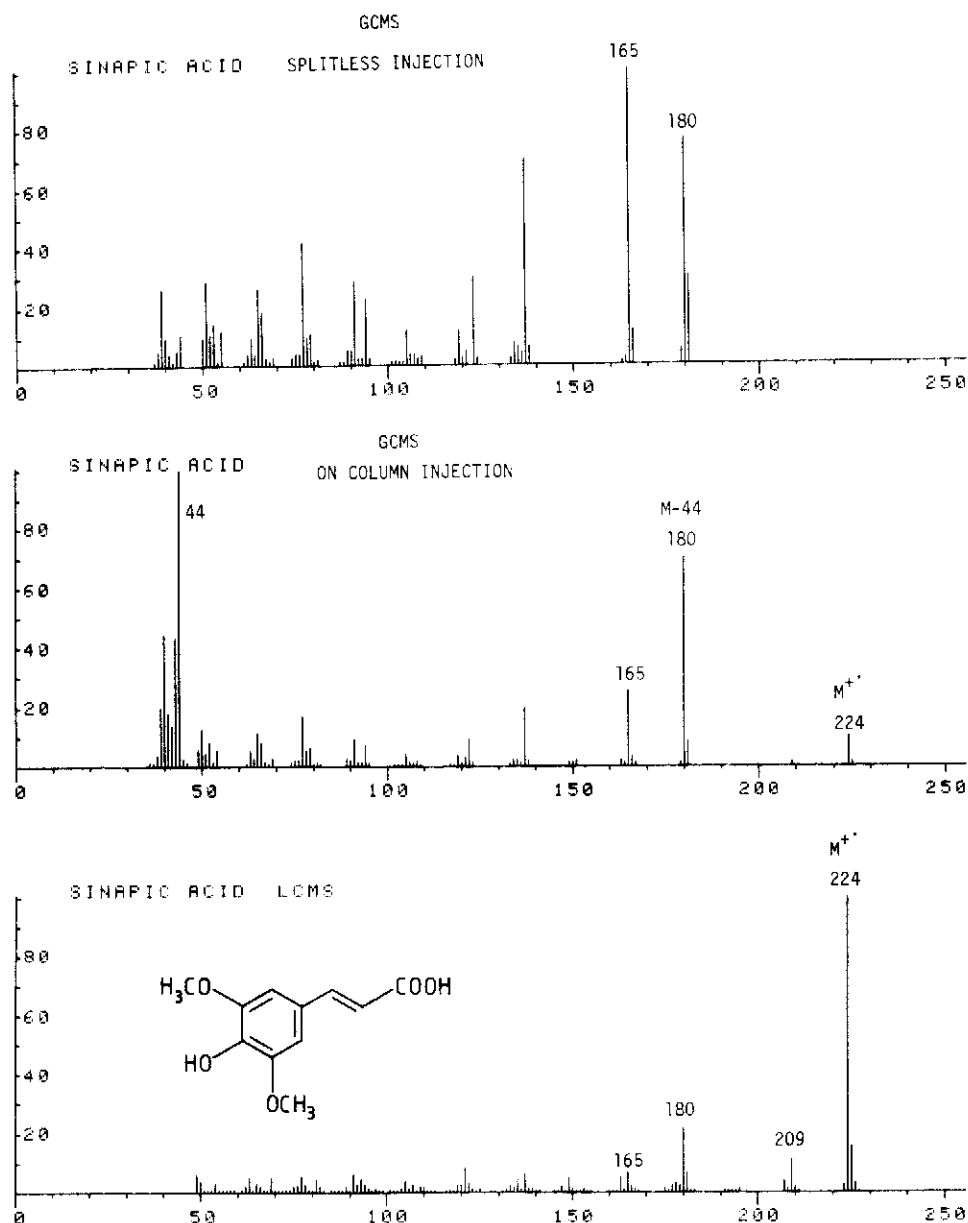 GCMS
SINAPIC ACID SPLITLESS INJECTION
165
180
80
60
40
20
0 50 100 150 200 250
GCMS
SINAPIC ACID
ON COLUMN INJECTION
44
M-44
180
165
M+·
224
80
60
40
20
0 50 100 150 200 250
M+·
224
SINAPIC ACID LCMS
80
60
40
20
H3CO
COOH
HO
OCH3
180
165
209
0 50 100 150 200 250